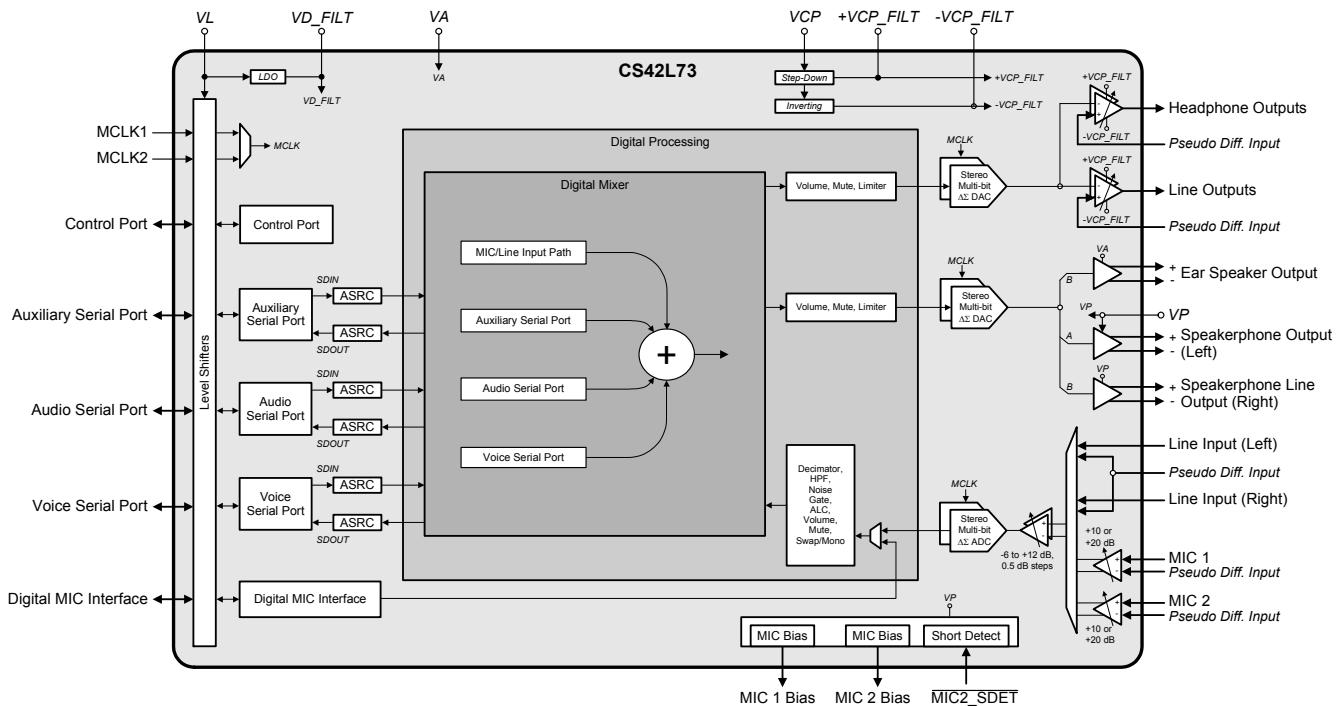 VL
VD_FILT
VA
VCP
+VCP_FILT
-VCP_FILT
CS42L73
LDO
VD_FILT
VA
Step-Down
+VCP_FILT
Inverting
-VCP_FILT
MCLK1
MCLK2
MCLK
Level Shifters
Control Port
Control Port
Auxiliary Serial Port
Auxiliary
Serial Port
SDIN
ASRC
ASRC
SDOUT
Audio Serial Port
Audio
Serial Port
SDIN
ASRC
ASRC
SDOUT
Voice Serial Port
Voice
Serial Port
SDIN
ASRC
ASRC
SDOUT
Digital MIC Interface
Digital MIC Interface
Digital Processing
Digital Mixer
MIC/Line Input Path
Auxiliary Serial Port
Audio Serial Port
Voice Serial Port
+
Volume, Mute, Limiter
MCLK
Stereo
Multi-bit
ΔΣ DAC
Volume, Mute, Limiter
MCLK
Stereo
Multi-bit
ΔΣ DAC
Decimator,
HPF,
Noise
Gate,
ALC,
Volume,
Mute,
Swap/Mono
MCLK
Stereo
Multi-bit
ΔΣ ADC
-6 to +12 dB,
0.5 dB steps
+VCP_FILT
-
+
-VCP_FILT
Headphone Outputs
Pseudo Diff. Input
+VCP_FILT
-
+
-VCP_FILT
Line Outputs
Pseudo Diff. Input
VA
B
+
-
Ear Speaker Output
VP
A
+
-
Speakerphone Output
(Left)
VP
B
+
-
Speakerphone Line
Output (Right)
Line Input (Left)
Pseudo Diff. Input
Line Input (Right)
+
-
+10 or
+20 dB
+
-
MIC 1
Pseudo Diff. Input
+
-
MIC 2
Pseudo Diff. Input
+10 or
+20 dB
VP
MIC Bias
MIC Bias
Short Detect
MIC 1 Bias
MIC 2 Bias
MIC2_SDET